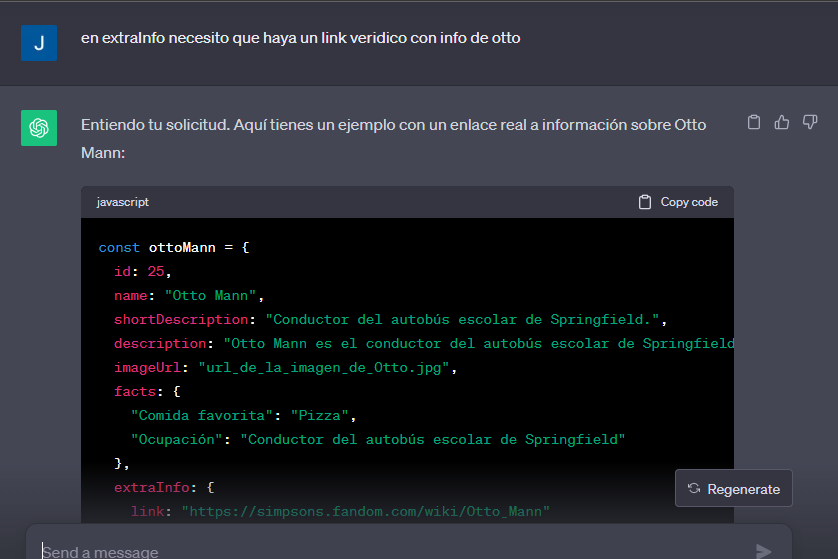 J
en extraInfo necesito que haya un link veridico con info de otto
Entiendo tu solicitud. Aquí tienes un ejemplo con un enlace real a información sobre Otto
Mann:
javascript
Copy code
const ottoMann = {
id: 25,
name: "Otto Mann",
shortDescription: "Conductor del autobús escolar de Springfield.",
description: "Otto Mann es el conductor del autobús escolar de Springfield
imageUrl: "url_de_la_imagen_de_Otto.jpg",
facts: {
"Comida favorita": "Pizza",
"Ocupación": "Conductor del autobús escolar de Springfield"
},
extraInfo: {
link: "https://simpsons.fandom.com/wiki/Otto_Mann"
Regenerate
Send a message